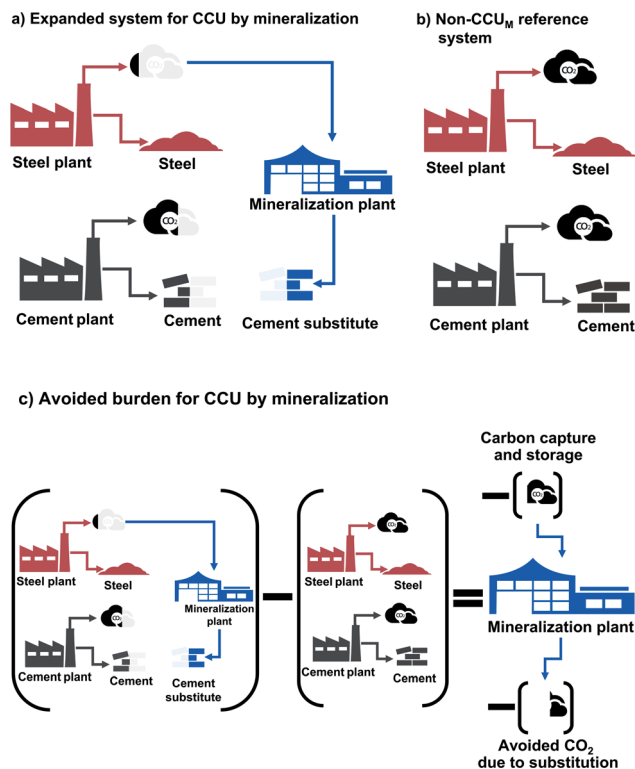 a) Expanded system for CCU by mineralization
CO2
Steel plant
Steel
Mineralization plant
CO2
Cement plant
Cement
Cement substitute
b) Non-CCUM reference
system
CO2
Steel plant
Steel
CO2
Cement plant
Cement
c) Avoided burden for CCU by mineralization
CO2
Steel plant
Steel
Mineralization
plant
CO2
Cement plant
Cement
Cement
substitute
CO2
Steel plant
Steel
CO2
Cement plant
Cement
Carbon capture
and storage
CO2
Mineralization plant
Avoided CO2
due to substitution